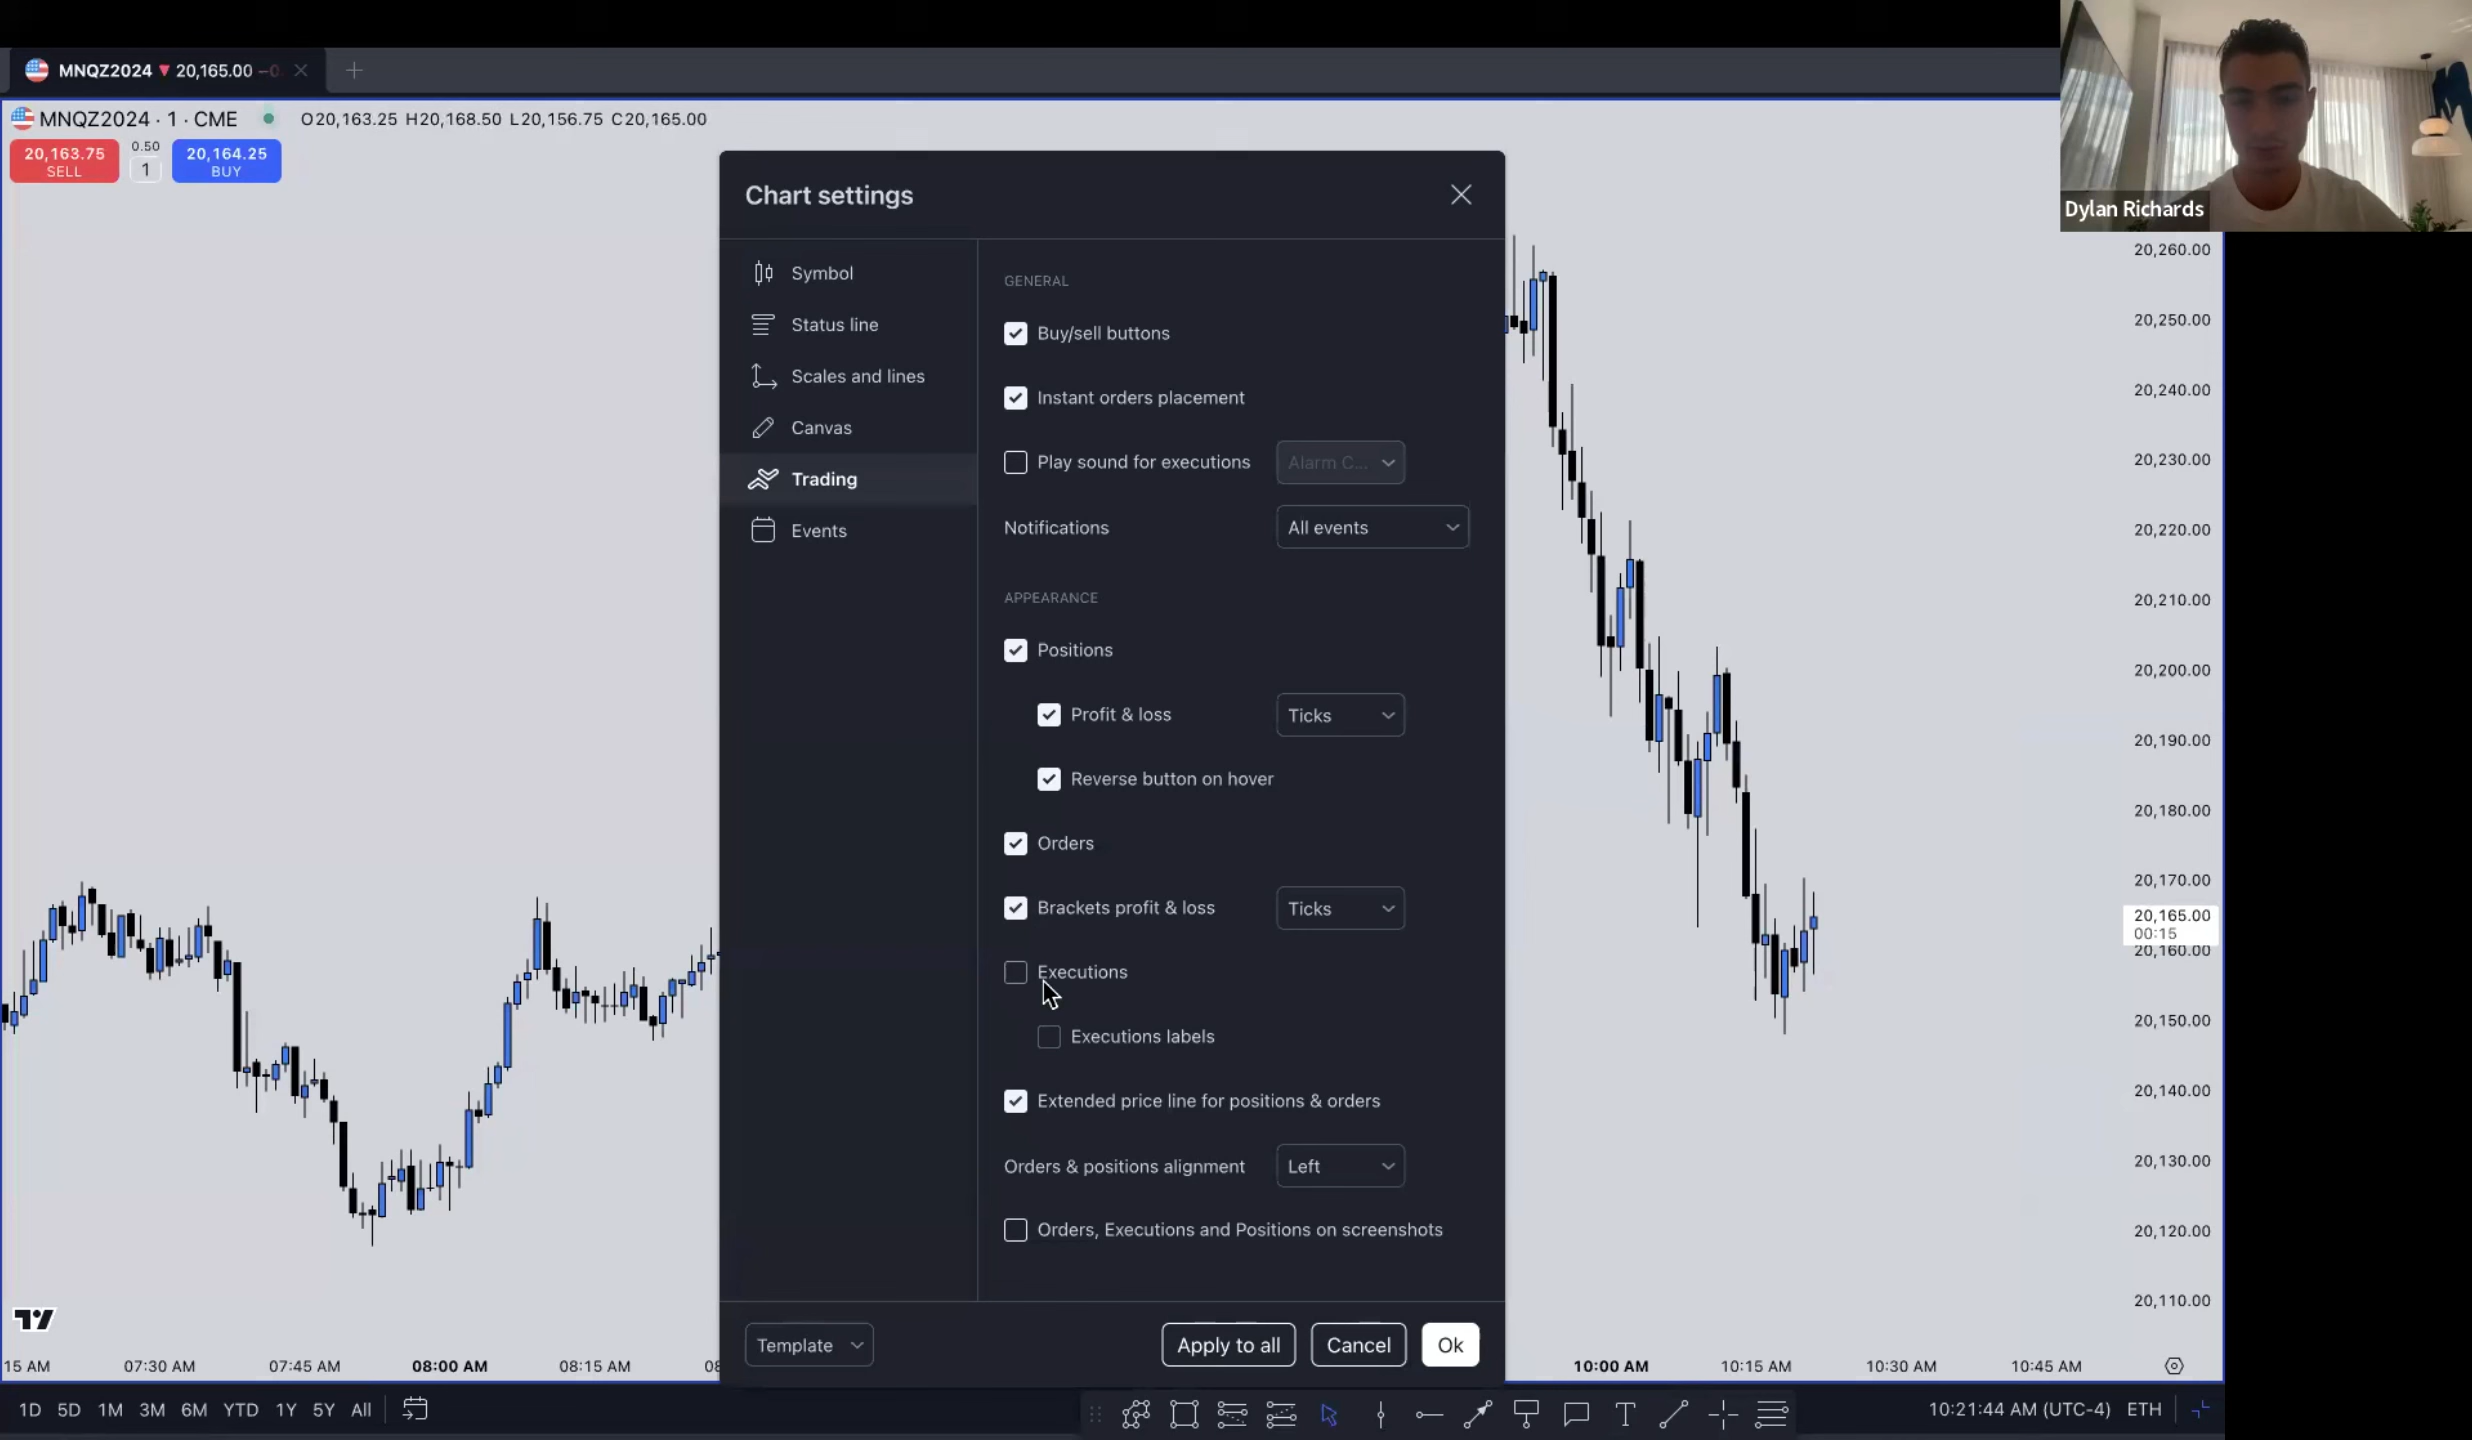 MNQZ2024 ▼ 20,165.00 −0.
MNQZ2024 · 1 · CME
O20,163.25 H20,168.50 L20,156.75 C20,165.00
20,163.75
SELL
0.50
1
20,164.25
BUY
Dylan Richards
Chart settings
Symbol
Status line
Scales and lines
Canvas
Trading
Events
GENERAL
Buy/sell buttons
Instant orders placement
Play sound for executions
Alarm C...
Notifications
All events
APPEARANCE
Positions
Profit & loss
Ticks
Reverse button on hover
Orders
Brackets profit & loss
Ticks
Executions
Executions labels
Extended price line for positions & orders
Orders & positions alignment
Left
Orders, Executions and Positions on screenshots
Template
Apply to all
Cancel
Ok
20,260.00
20,250.00
20,240.00
20,230.00
20,220.00
20,210.00
20,200.00
20,190.00
20,180.00
20,170.00
20,165.00
00:15
20,160.00
20,150.00
20,140.00
20,130.00
20,120.00
20,110.00
15 AM
07:30 AM
07:45 AM
08:00 AM
08:15 AM
08
10:00 AM
10:15 AM
10:30 AM
10:45 AM
1D 5D 1M 3M 6M YTD 1Y 5Y All
10:21:44 AM (UTC-4)
ETH